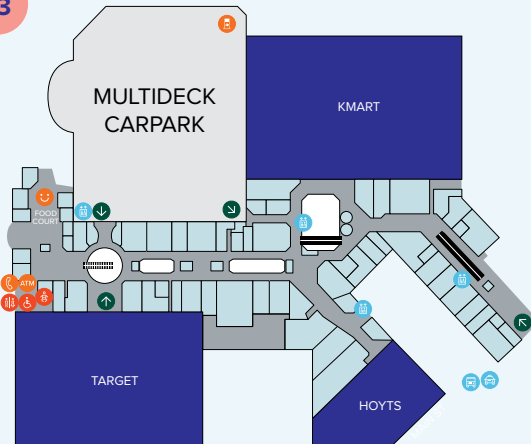 3
MULTIDECK
CARPARK
KMART
FOOD
COURT
ATM
TARGET
HOYTS